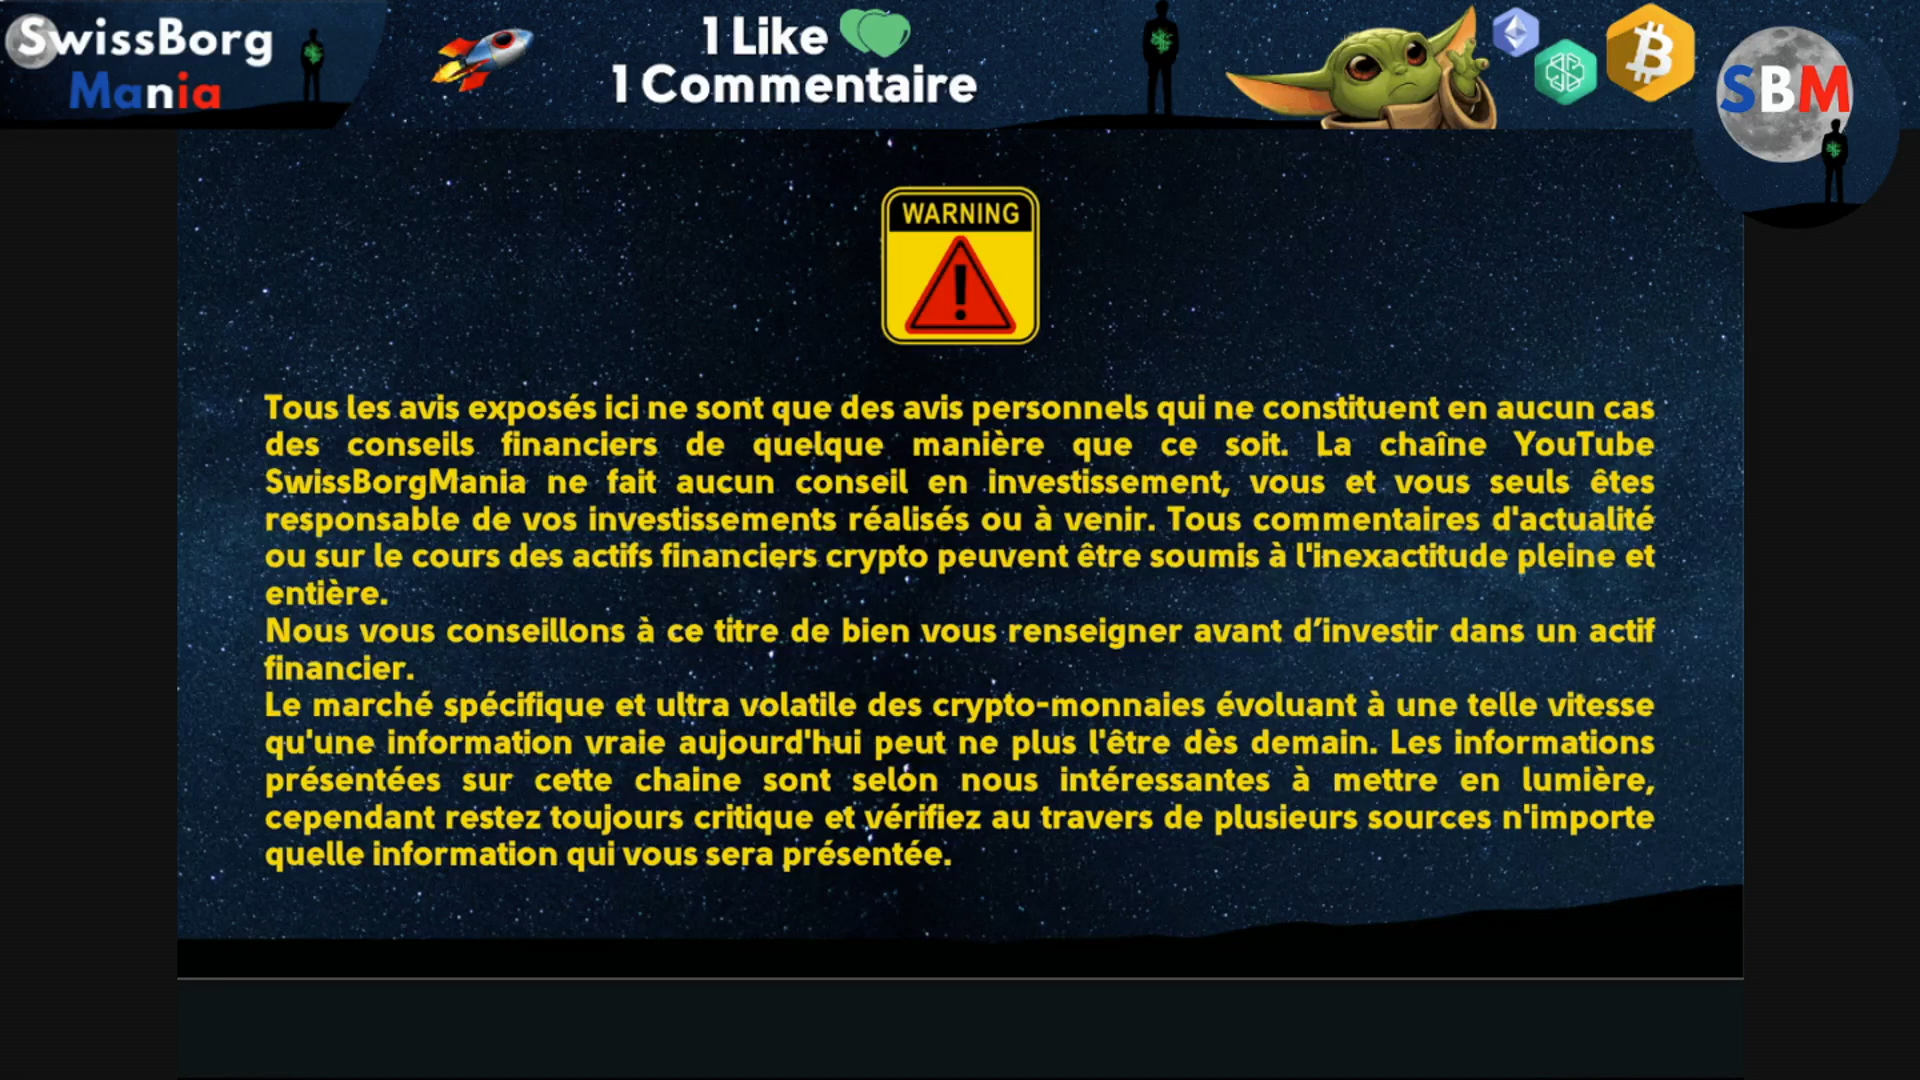 SwissBorg
Mania
1 Like
1 Commentaire
SBM
WARNING
Tous les avis exposés ici ne sont que des avis personnels qui ne constituent en aucun cas
des conseils financiers de quelque manière que ce soit. La chaîne YouTube
SwissBorgMania ne fait aucun conseil en investissement, vous et vous seuls êtes
responsable de vos investissements réalisés ou à venir. Tous commentaires d'actualité
ou sur le cours des actifs financiers crypto peuvent être soumis à l'inexactitude pleine et
entière.
Nous vous conseillons à ce titre de bien vous renseigner avant d’investir dans un actif
financier.
Le marché spécifique et ultra volatile des crypto-monnaies évoluant à une telle vitesse
qu'une information vraie aujourd'hui peut ne plus l'être dès demain. Les informations
présentées sur cette chaine sont selon nous intéressantes à mettre en lumière,
cependant restez toujours critique et vérifiez au travers de plusieurs sources n'importe
quelle information qui vous sera présentée.